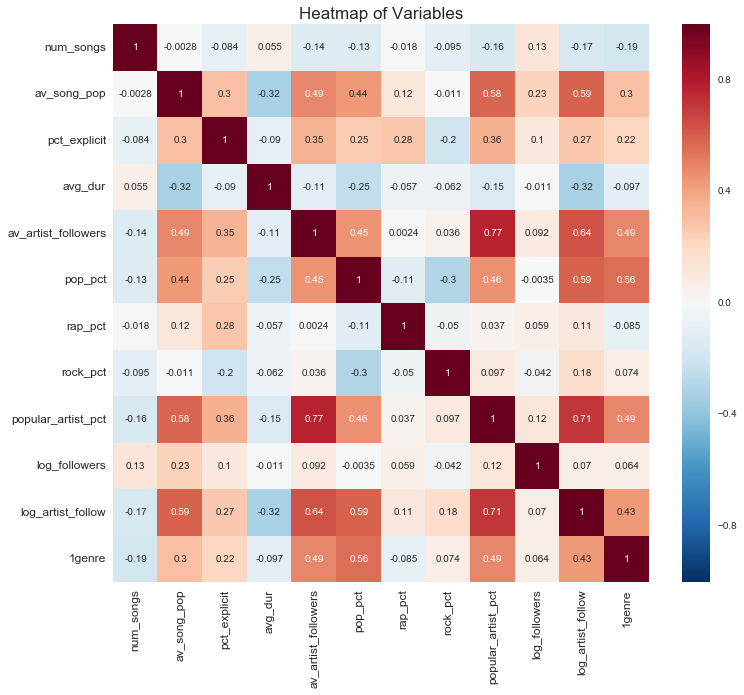 Heatmap of Variables
num_songs 1 -0.0028 -0.084 0.055 -0.14 -0.13 -0.018 -0.095 -0.16 0.13 -0.17 -0.19
av_song_pop -0.0028 1 0.3 -0.32 0.49 0.44 0.12 -0.011 0.58 0.23 0.59 0.3
pct_explicit -0.084 0.3 1 -0.09 0.35 0.25 0.28 -0.2 0.36 0.1 0.27 0.22
avg_dur 0.055 -0.32 -0.09 1 -0.11 -0.25 -0.057 -0.062 -0.15 -0.011 -0.32 -0.097
av_artist_followers -0.14 0.49 0.35 -0.11 1 0.45 0.0024 0.036 0.77 0.092 0.64 0.49
pop_pct -0.13 0.44 0.25 -0.25 0.45 1 -0.11 -0.3 0.46 -0.0035 0.59 0.56
rap_pct -0.018 0.12 0.28 -0.057 0.0024 -0.11 1 -0.05 0.037 0.059 0.11 -0.085
rock_pct -0.095 -0.011 -0.2 -0.062 0.036 -0.3 -0.05 1 0.097 -0.042 0.18 0.074
popular_artist_pct -0.16 0.58 0.36 -0.15 0.77 0.46 0.037 0.097 1 0.12 0.71 0.49
log_followers 0.13 0.23 0.1 -0.011 0.092 -0.0035 0.059 -0.042 0.12 1 0.07 0.064
log_artist_follow -0.17 0.59 0.27 -0.32 0.64 0.59 0.11 0.18 0.71 0.07 1 0.43
1genre -0.19 0.3 0.22 -0.097 0.49 0.56 -0.085 0.074 0.49 0.064 0.43 1
num_songs
av_song_pop
pct_explicit
avg_dur
av_artist_followers
pop_pct
rap_pct
rock_pct
popular_artist_pct
log_followers
log_artist_follow
1genre
0.8
0.4
0.0
−0.4
−0.8